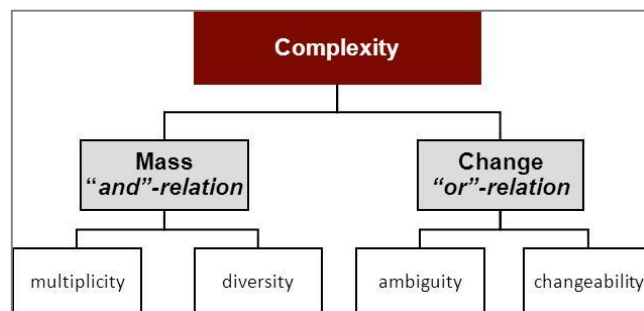 Complexity
Mass
“and”-relation
Change
“or”-relation
multiplicity
diversity
ambiguity
changeability